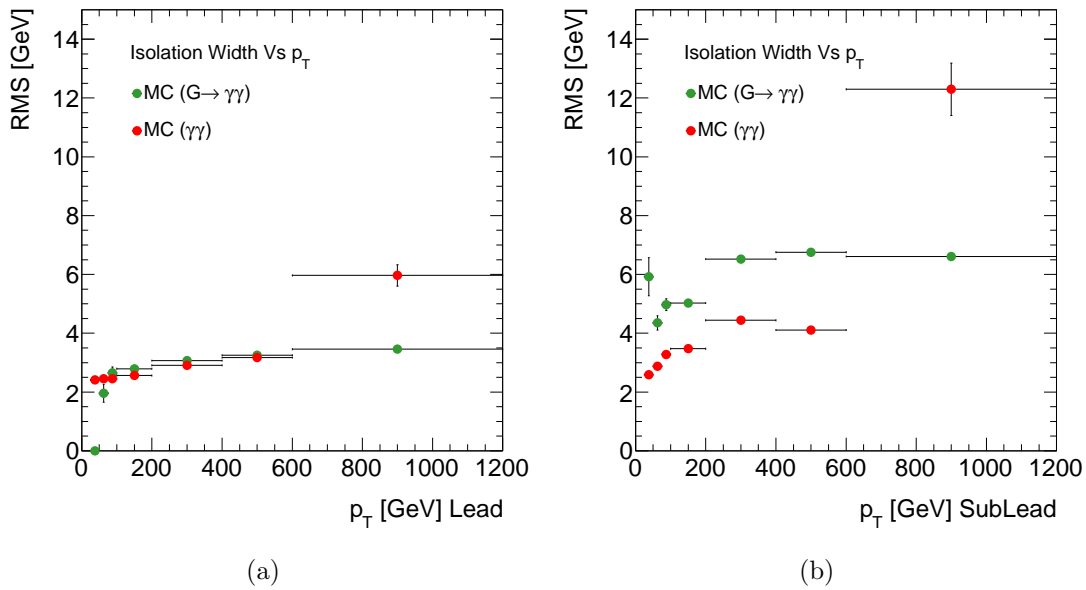 RMS [GeV]
14
12
10
8
6
4
2
0
Isolation Width Vs p_T
MC (G→ γγ)
MC (γγ)
0 200 400 600 800 1000 1200
p_T [GeV] Lead
(a)
RMS [GeV]
14
12
10
8
6
4
2
0
Isolation Width Vs p_T
MC (G→ γγ)
MC (γγ)
0 200 400 600 800 1000 1200
p_T [GeV] SubLead
(b)